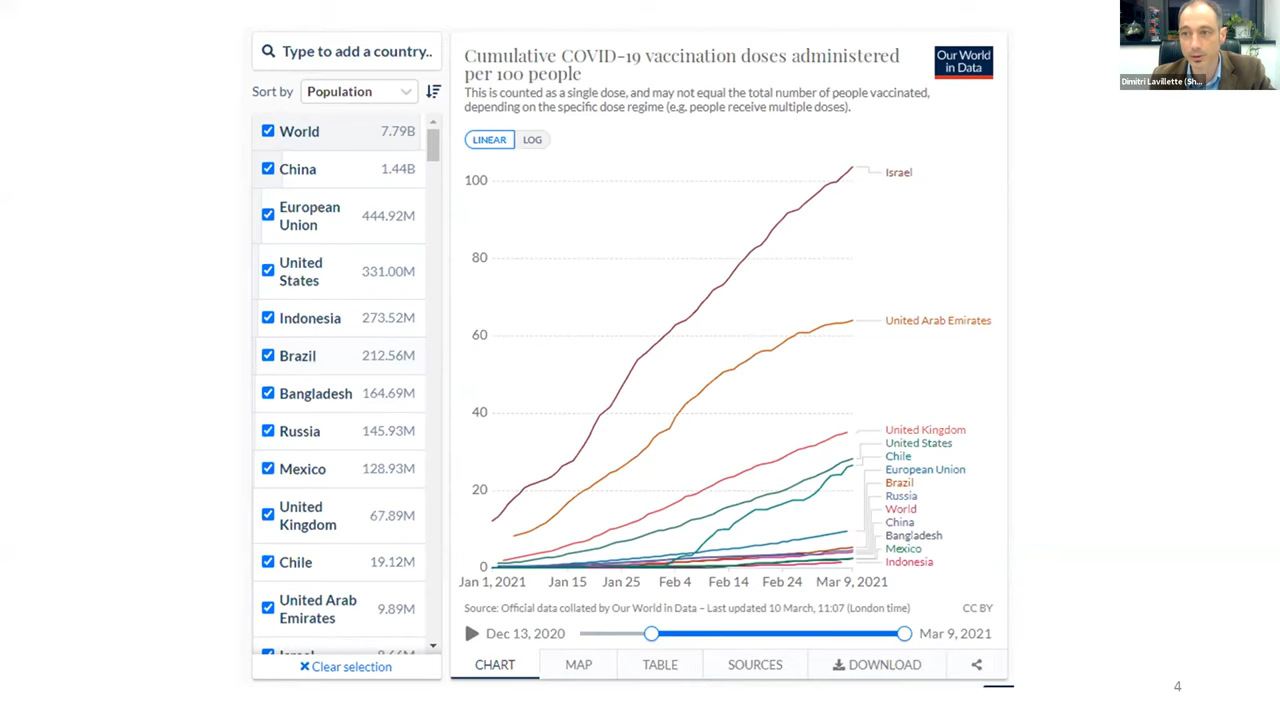 Type to add a country..
Sort by Population
World 7.79B
China 1.44B
European
Union 444.92M
United
States 331.00M
Indonesia 273.52M
Brazil 212.56M
Bangladesh 164.69M
Russia 145.93M
Mexico 128.93M
United
Kingdom 67.89M
Chile 19.12M
United Arab
Emirates 9.89M
Clear selection
Cumulative COVID-19 vaccination doses administered
per 100 people
Our World
in Data
This is counted as a single dose, and may not equal the total number of people vaccinated,
depending on the specific dose regime (e.g. people receive multiple doses).
LINEAR LOG
100
80
60
40
20
0
Israel
United Arab Emirates
United Kingdom
United States
Chile
European Union
Brazil
Russia
World
China
Bangladesh
Mexico
Indonesia
Jan 1, 2021 Jan 15 Jan 25 Feb 4 Feb 14 Feb 24 Mar 9, 2021
Source: Official data collated by Our World in Data – Last updated 10 March, 11:07 (London time) CC BY
Dec 13, 2020 Mar 9, 2021
CHART MAP TABLE SOURCES DOWNLOAD
Dimitri Lavillette (Sh...
4